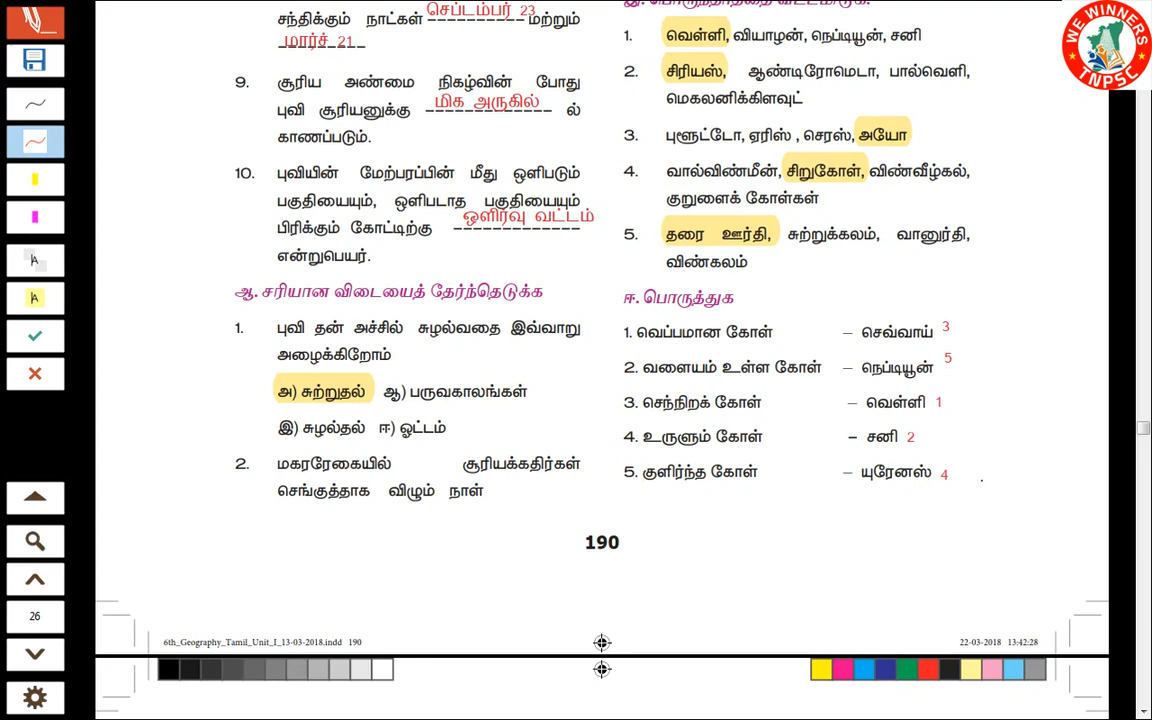 சந்திக்கும் நாட்கள் செப்டம்பர் 23 மற்றும்
மார்ச் 21
9. சூரிய அண்மை நிகழ்வின் போது
புவி சூரியனுக்கு மிக அருகில் ல்
காணப்படும்.
10. புவியின் மேற்பரப்பின் மீது ஒளிபடும்
பகுதியையும், ஒளிபடாத பகுதியையும்
பிரிக்கும் கோட்டிற்கு ஒளிர்வு வட்டம்
என்றுபெயர்.
ஆ. சரியான விடையைத் தேர்ந்தெடுக்க
1. புவி தன் அச்சில் சுழல்வதை இவ்வாறு
அழைக்கிறோம்
அ) சுற்றுதல் ஆ) பருவகாலங்கள்
இ) சுழல்தல் ஈ) ஓட்டம்
2. மகரரேகையில் சூரியக்கதிர்கள்
செங்குத்தாக விழும் நாள்
1. வெள்ளி, வியாழன், நெப்டியூன், சனி
2. சிரியஸ், ஆண்டிரோமெடா, பால்வெளி,
மெகலனிக்கிளவுட்
3. புளூட்டோ, ஏரிஸ் , செரஸ், அயோ
4. வால்விண்மீன், சிறுகோள், விண்வீழ்கல்,
குறுளைக் கோள்கள்
5. தரை ஊர்தி, சுற்றுக்கலம், வானுர்தி,
விண்கலம்
ஈ. பொருத்துக
1. வெப்பமான கோள் – செவ்வாய் 3
2. வளையம் உள்ள கோள் – நெப்டியூன் 5
3. செந்நிறக் கோள் – வெள்ளி 1
4. உருளும் கோள் – சனி 2
5. குளிர்ந்த கோள் – யுரேனஸ் 4
190
6th_Geography_Tamil_Unit_I_13-03-2018.indd 190
22-03-2018 13:42:28
26
WE WINNERS
TNPSC